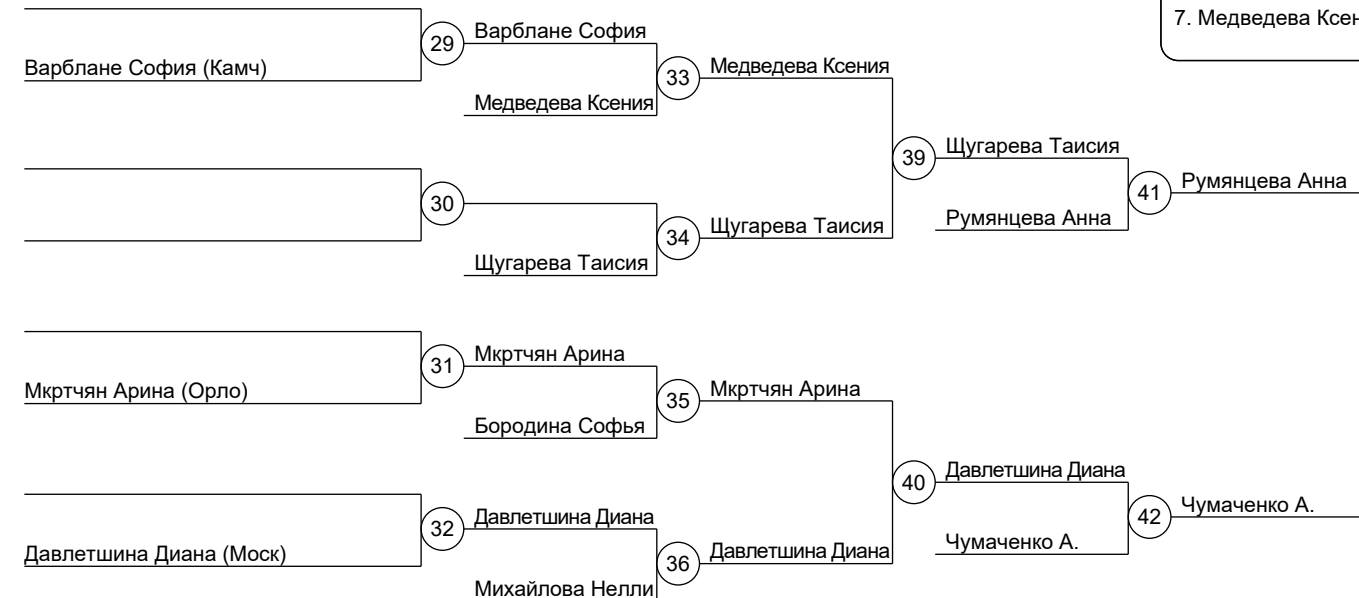 7. Медведева Ксен
29 Варблане София
Варблане София (Камч)
33 Медведева Ксения
Медведева Ксения
39 Щугарева Таисия
41 Румянцева Анна
30
Румянцева Анна
34 Щугарева Таисия
Щугарева Таисия
31 Мкртчян Арина
Мкртчян Арина (Орло)
35 Мкртчян Арина
Бородина Софья
40 Давлетшина Диана
42 Чумаченко А.
32 Давлетшина Диана
Чумаченко А.
Давлетшина Диана (Моск)
36 Давлетшина Диана
Михайлова Нелли